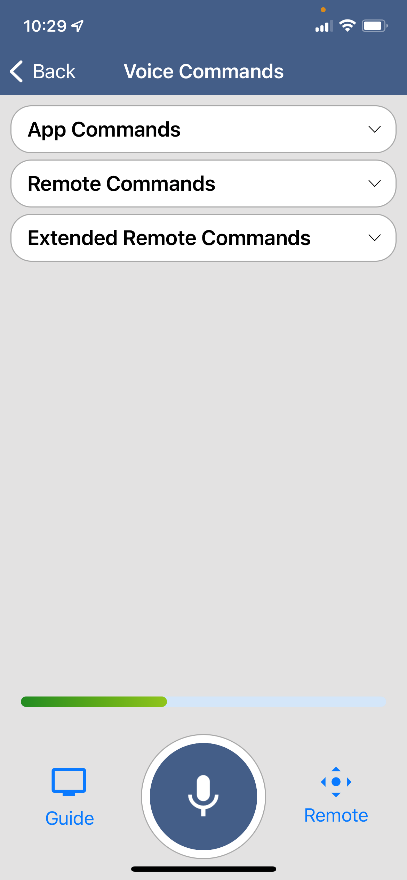 10:29
Back
Voice Commands
App Commands
Remote Commands
Extended Remote Commands
Guide
Remote